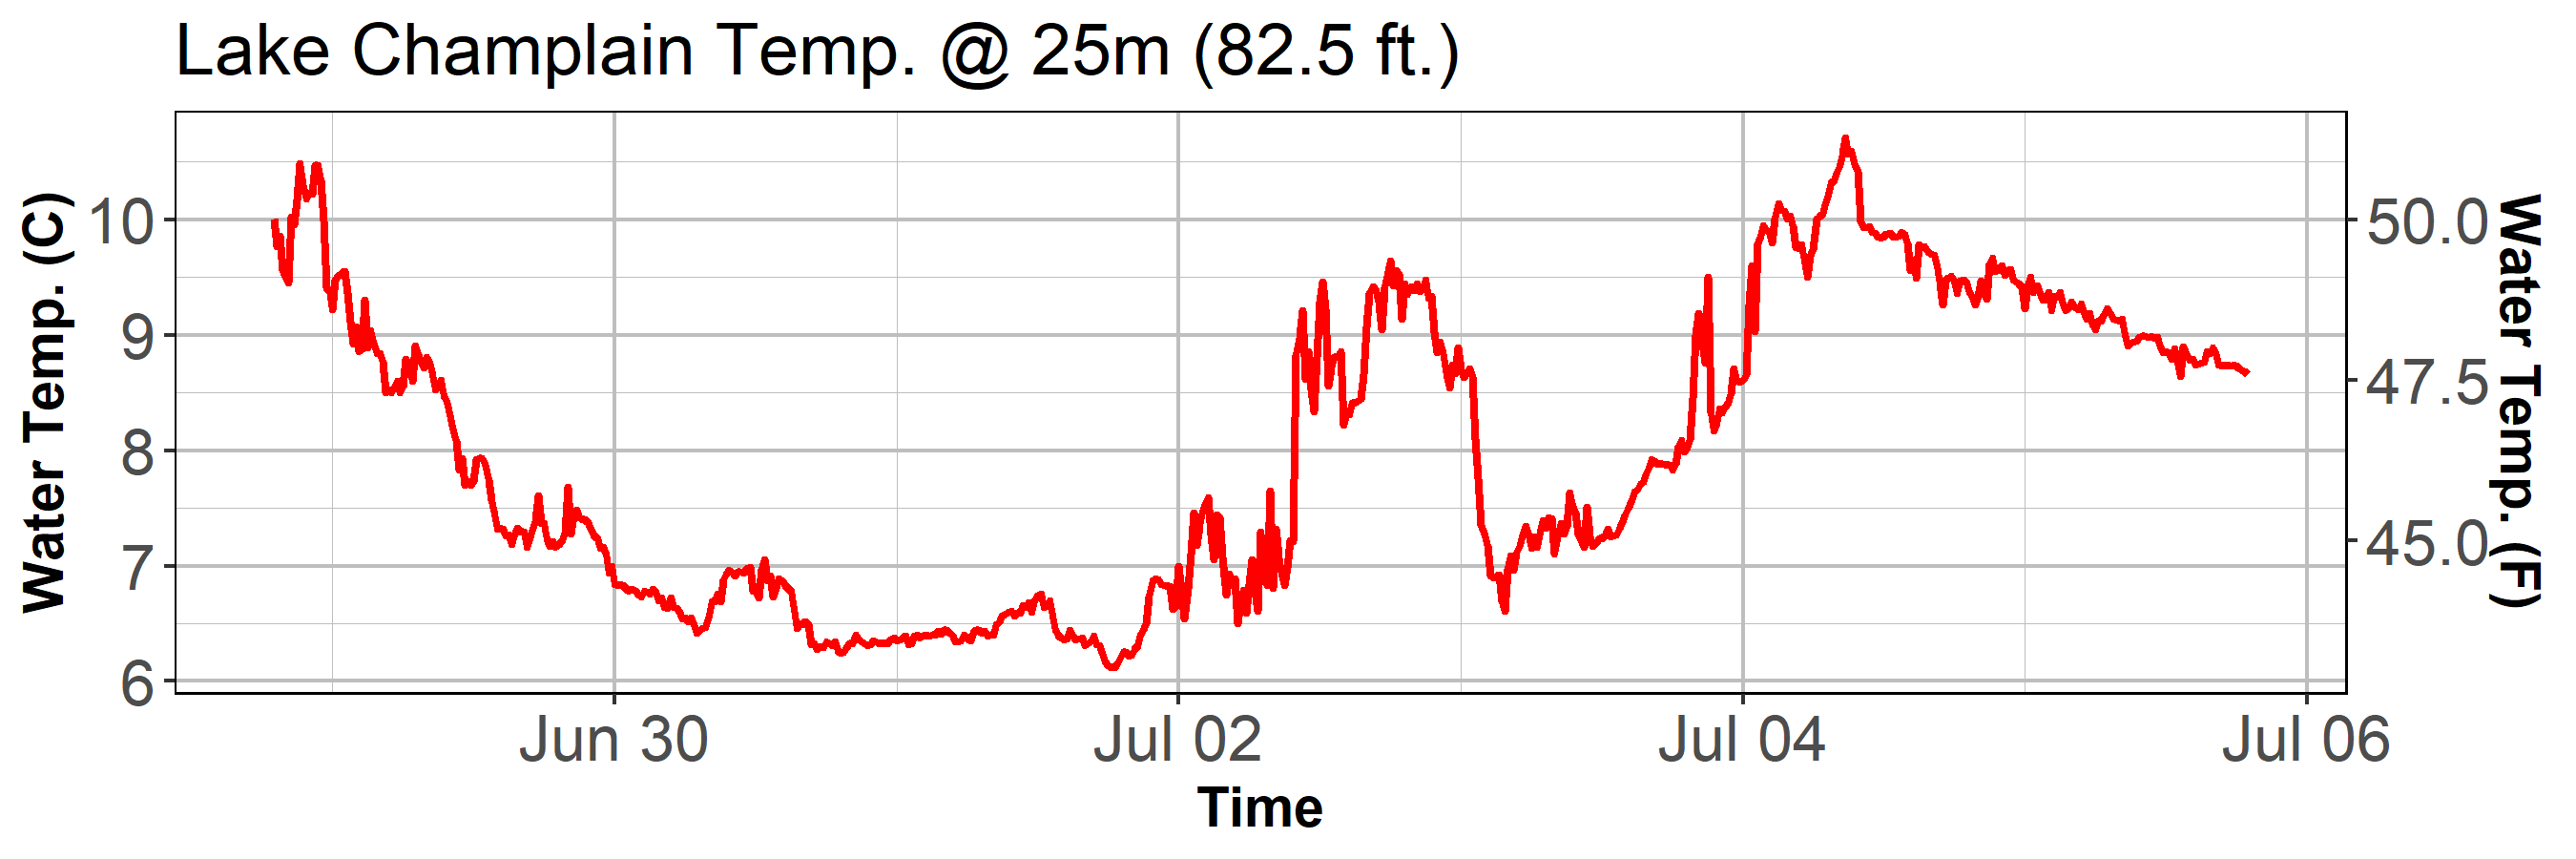 Lake Champlain Temp. @ 25m (82.5 ft.)
Water Temp. (C)
10
9
8
7
6
50.0
47.5
45.0
Water Temp. (F)
Jun 30
Jul 02
Jul 04
Jul 06
Time